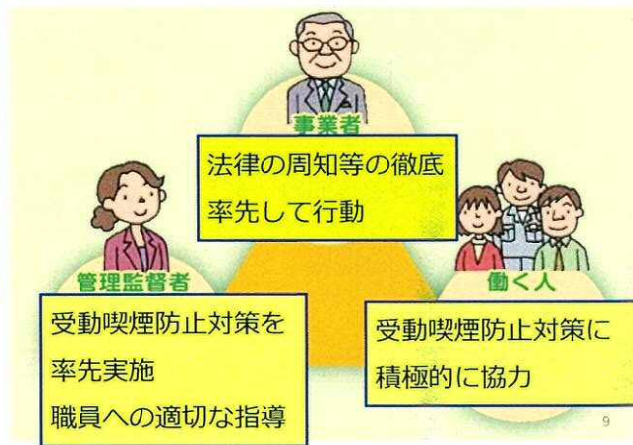 事業者
法律の周知等の徹底
率先して行動
管理監督者
受動喫煙防止対策を
率先実施
職員への適切な指導
働く人
受動喫煙防止対策に
積極的に協力
9